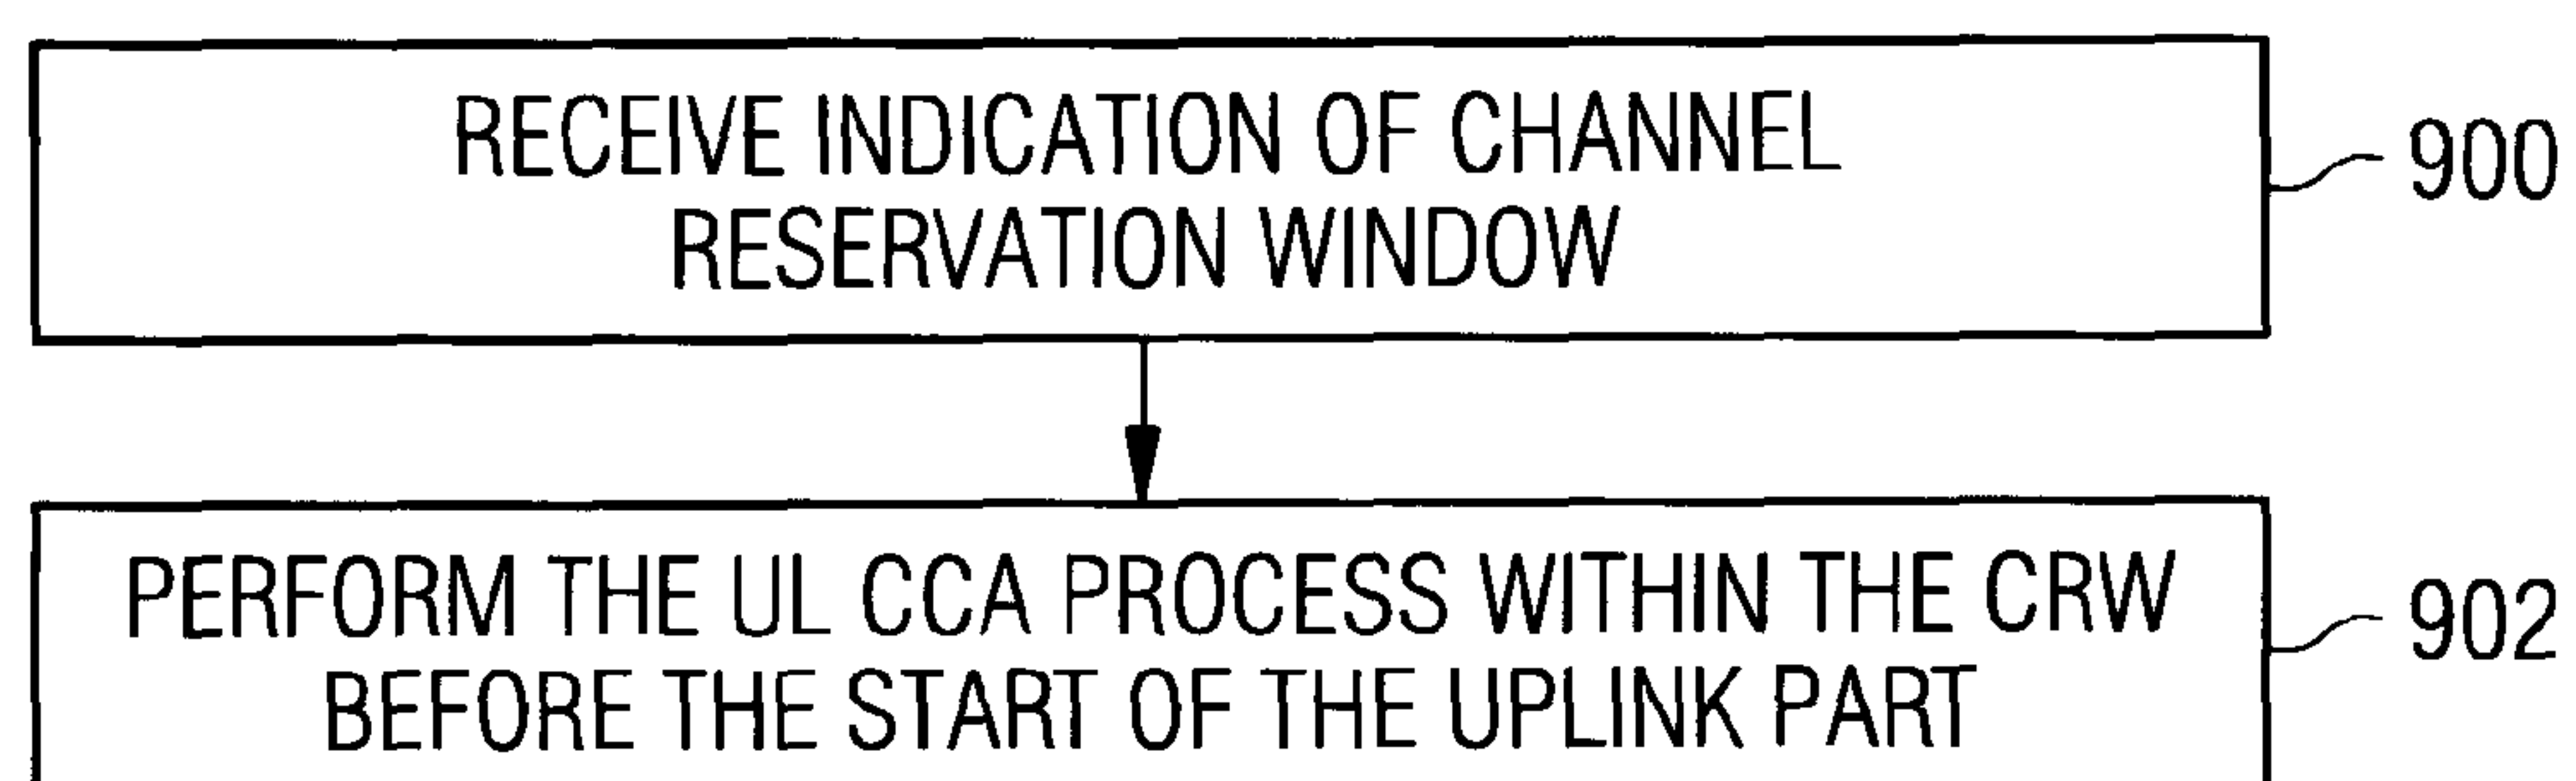 RECEIVE INDICATION OF CHANNEL
RESERVATION WINDOW
900
PERFORM THE UL CCA PROCESS WITHIN THE CRW
BEFORE THE START OF THE UPLINK PART
902